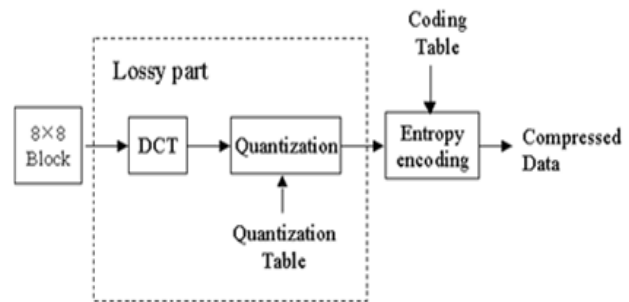 Coding
Table
Lossy part
8×8
Block
DCT
Quantization
Entropy
encoding
Compressed
Data
Quantization
Table